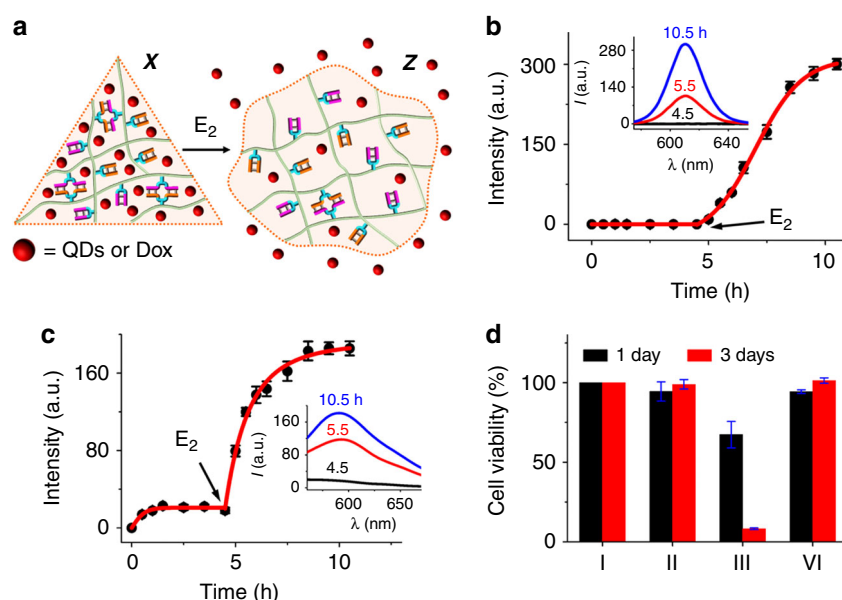 a
X
Z
E2
= QDs or Dox
b
Intensity (a.u.)
300
150
0
0
5
10
Time (h)
E2
I (a.u.)
280
140
0
10.5 h
5.5
4.5
600
640
λ (nm)
c
Intensity (a.u.)
160
80
0
0
5
10
Time (h)
E2
I (a.u.)
160
80
0
10.5 h
5.5
4.5
600
650
λ (nm)
d
1 day
3 days
Cell viability (%)
100
50
0
I
II
III
VI